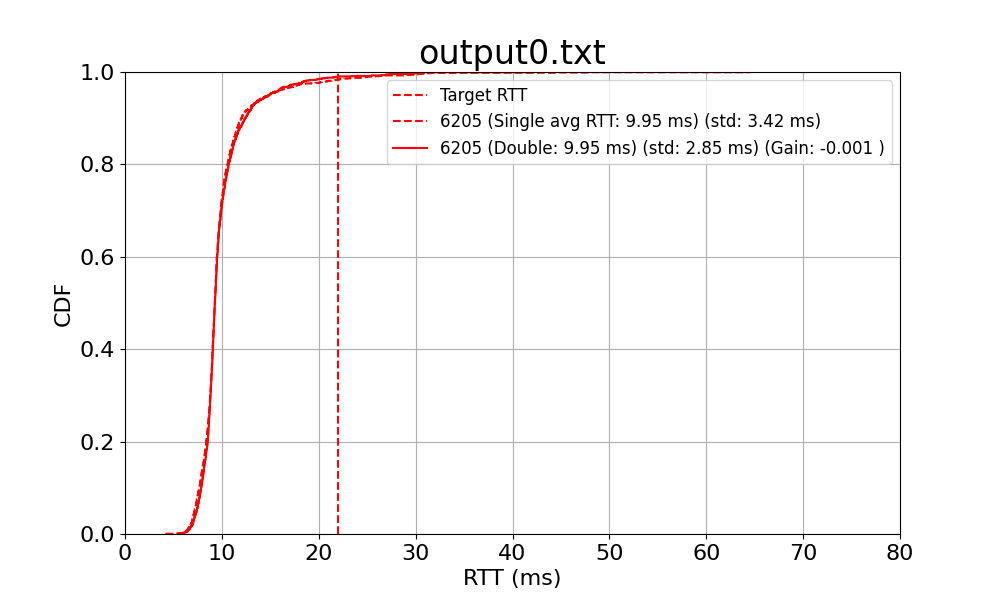 output0.txt
1.0
0.8
0.6
0.4
0.2
0.0
CDF
Target RTT
6205 (Single avg RTT: 9.95 ms) (std: 3.42 ms)
6205 (Double: 9.95 ms) (std: 2.85 ms) (Gain: -0.001 )
0 10 20 30 40 50 60 70 80
RTT (ms)